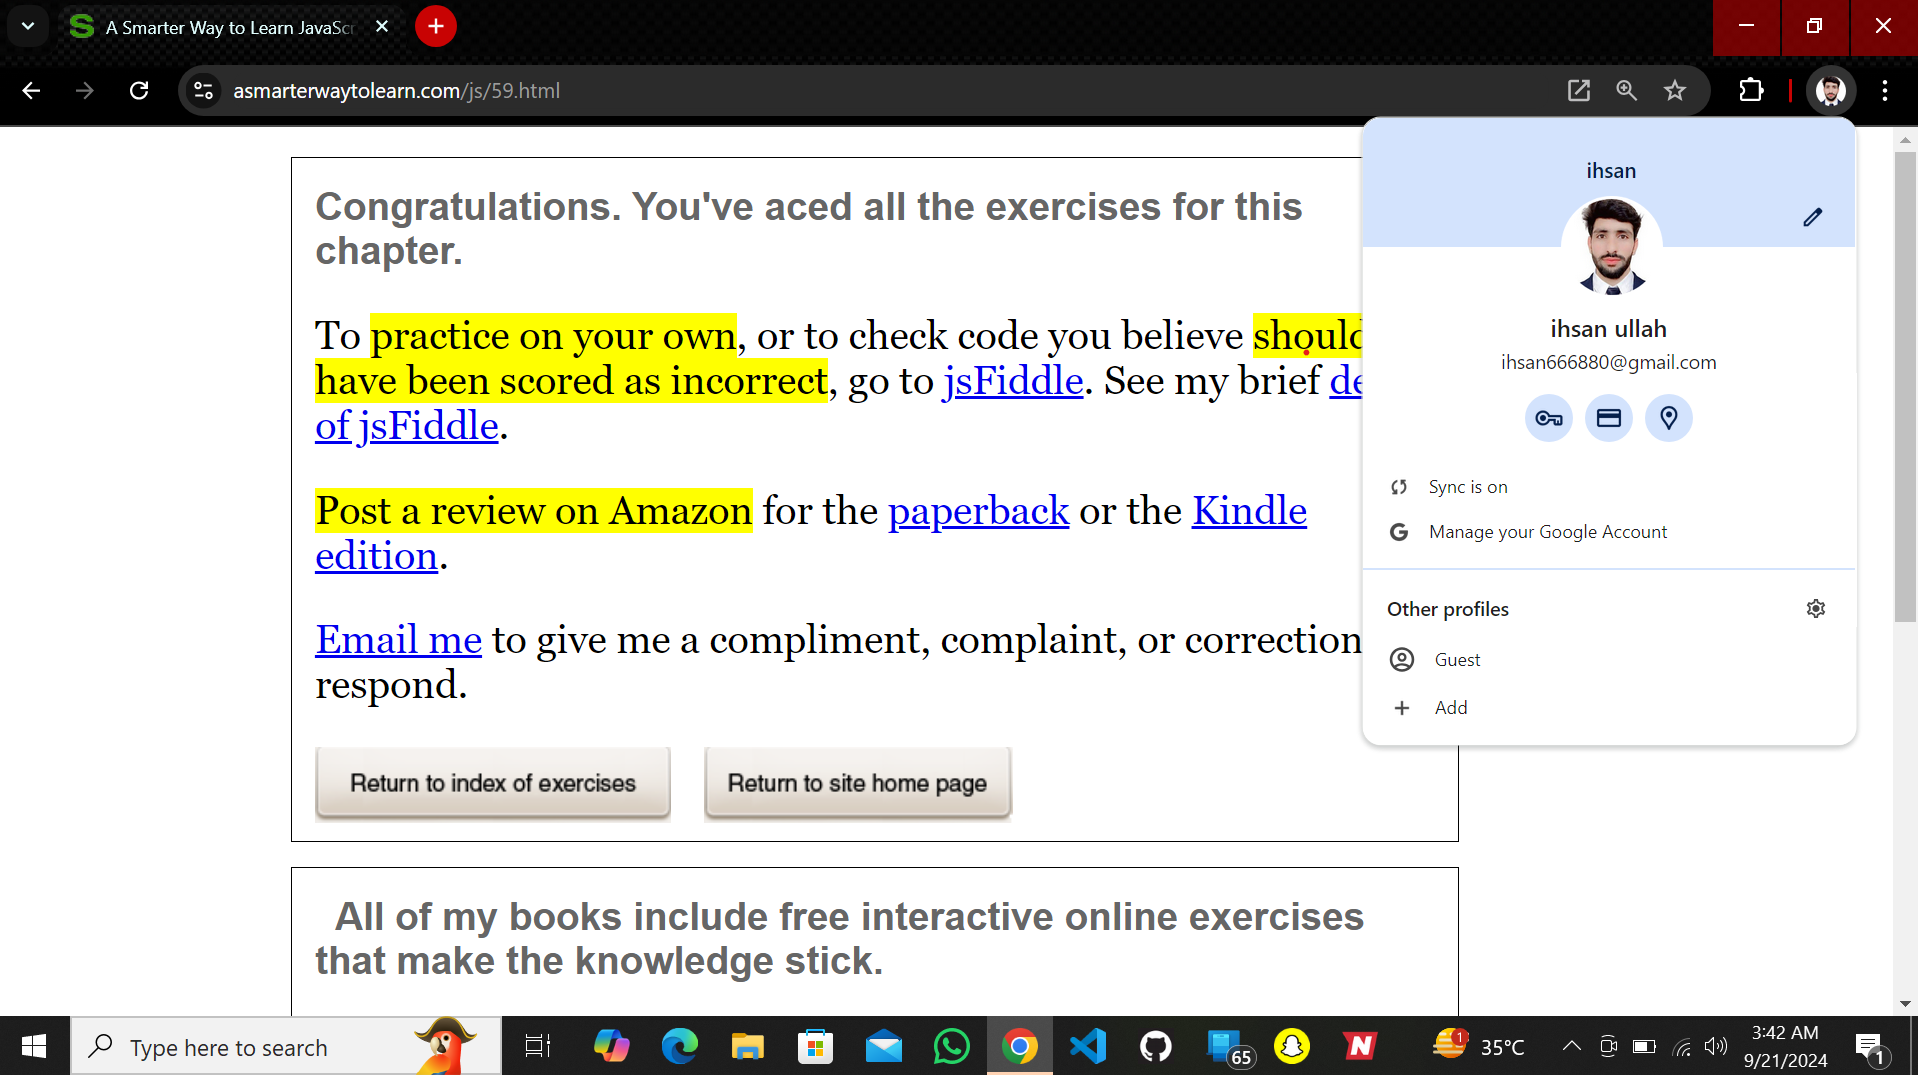 A Smarter Way to Learn JavaScr
asmarterwaytolearn.com/js/59.html
Congratulations. You've aced all the exercises for this
chapter.
To practice on your own, or to check code you believe should
have been scored as incorrect, go to jsFiddle. See my brief de
of jsFiddle.
Post a review on Amazon for the paperback or the Kindle
edition.
Email me to give me a compliment, complaint, or correction
respond.
Return to index of exercises
Return to site home page
All of my books include free interactive online exercises
that make the knowledge stick.
ihsan
ihsan ullah
ihsan666880@gmail.com
Sync is on
Manage your Google Account
Other profiles
Guest
Add
Type here to search
65
1
35°C
3:42 AM
9/21/2024
1